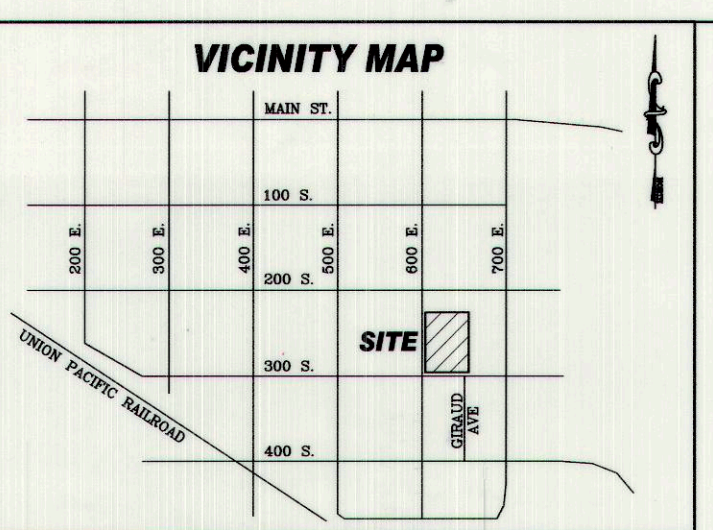 VICINITY MAP
MAIN ST.
100 S.
200 E.
300 E.
400 E.
500 E.
600 E.
700 E.
200 S.
SITE
300 S.
UNION PACIFIC RAILROAD
GIRAUD
AVE
400 S.